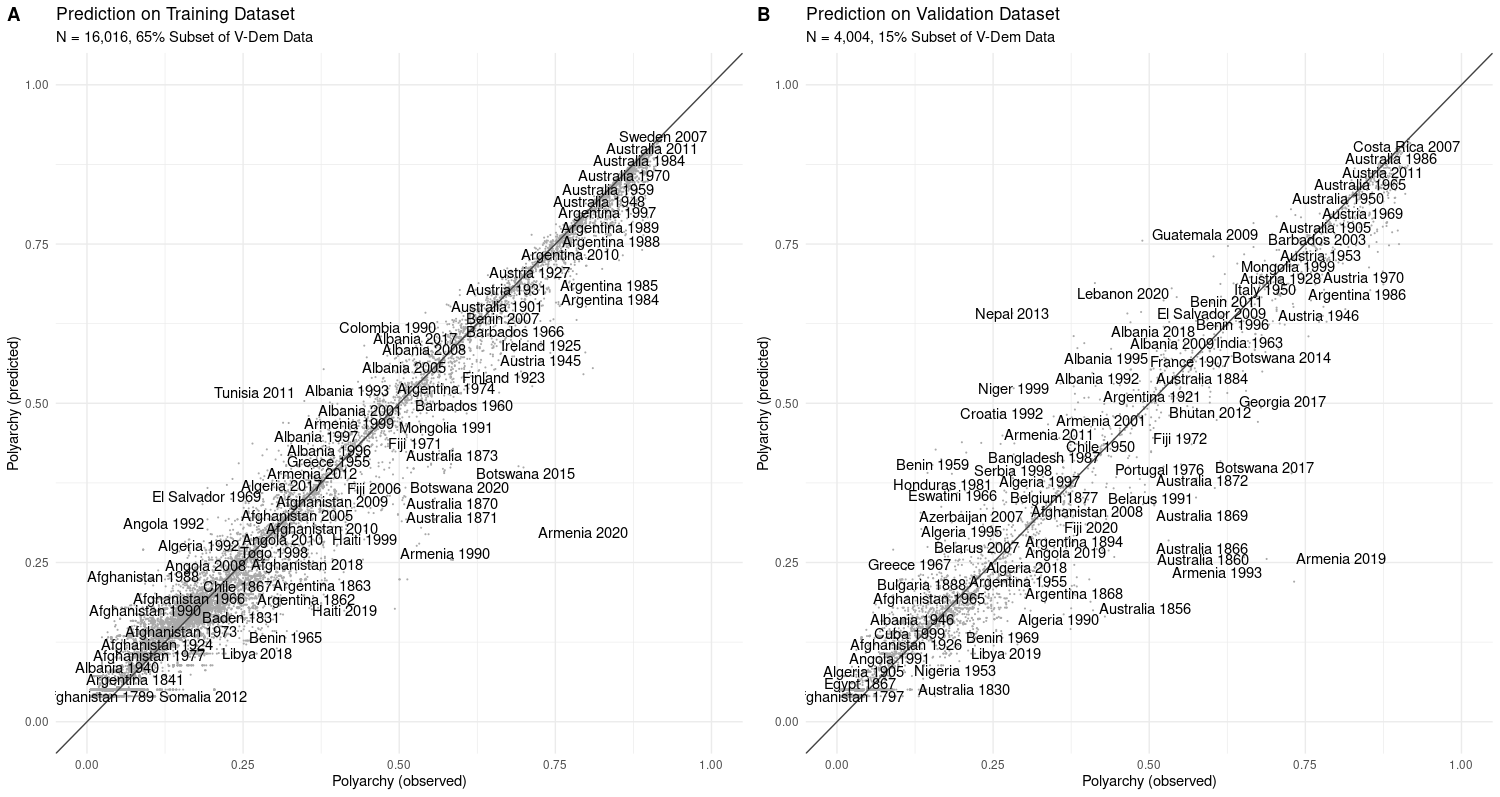 A
Prediction on Training Dataset
N = 16,016, 65% Subset of V-Dem Data
Polyarchy (predicted)
1.00
0.75
0.50
0.25
0.00
Sweden 2007
Australia 2011
Australia 1984
Australia 1970
Australia 1959
Australia 1948
Argentina 1997
Argentina 1989
Argentina 1988
Argentina 2010
Austria 1927
Argentina 1985
Austria 1931
Argentina 1984
Australia 1901
Benin 2007
Colombia 1990
Barbados 1966
Albania 2017
Ireland 1925
Albania 2008
Austria 1945
Albania 2005
Finland 1923
Tunisia 2011
Albania 1993
Argentina 1974
Albania 2001
Barbados 1960
Armenia 1999
Mongolia 1991
Albania 1997
Fiji 1971
Albania 1996
Australia 1873
Greece 1955
Armenia 2012
Botswana 2015
Algeria 2017
Fiji 2006
Botswana 2020
El Salvador 1969
Afghanistan 2009
Australia 1870
Afghanistan 2005
Australia 1871
Angola 1992
Afghanistan 2010
Armenia 2020
Angola 2010
Haiti 1999
Algeria 1992
Togo 1998
Armenia 1990
Angola 2008
Afghanistan 2018
Afghanistan 1988
Chile 1867
Argentina 1863
Afghanistan 1966
Argentina 1862
Afghanistan 1990
Haiti 2019
Baden 1831
Afghanistan 1973
Benin 1965
Afghanistan 1924
Afghanistan 1977
Libya 2018
Albania 1940
Argentina 1841
ghanistan 1789
Somalia 2012
0.00
0.25
0.50
0.75
1.00
Polyarchy (observed)
B
Prediction on Validation Dataset
N = 4,004, 15% Subset of V-Dem Data
Polyarchy (predicted)
1.00
0.75
0.50
0.25
0.00
Costa Rica 2007
Australia 1986
Austria 2011
Australia 1965
Australia 1950
Austria 1969
Australia 1905
Guatemala 2009
Barbados 2003
Austria 1953
Mongolia 1999
Austria 1928
Austria 1970
Italy 1950
Lebanon 2020
Argentina 1986
Benin 2011
Nepal 2013
El Salvador 2009
Austria 1946
Benin 1996
Albania 2018
Albania 2009
India 1963
Albania 1995
France 1907
Botswana 2014
Albania 1992
Australia 1884
Niger 1999
Argentina 1921
Georgia 2017
Croatia 1992
Bhutan 2012
Armenia 2001
Armenia 2011
Fiji 1972
Chile 1950
Bangladesh 1987
Benin 1959
Serbia 1998
Portugal 1976
Botswana 2017
Honduras 1981
Algeria 1997
Australia 1872
Eswatini 1966
Belgium 1877
Belarus 1991
Afghanistan 2008
Azerbaijan 2007
Australia 1869
Fiji 2020
Algeria 1995
Argentina 1894
Belarus 2007
Angola 2019
Australia 1866
Greece 1967
Australia 1860
Armenia 2019
Algeria 2018
Armenia 1993
Bulgaria 1888
Argentina 1955
Afghanistan 1965
Argentina 1868
Australia 1856
Albania 1946
Algeria 1990
Cuba 1999
Benin 1969
Afghanistan 1926
Libya 2019
Angola 1991
Algeria 1905
Nigeria 1953
Egypt 1867
Australia 1830
ghanistan 1797
0.00
0.25
0.50
0.75
1.00
Polyarchy (observed)